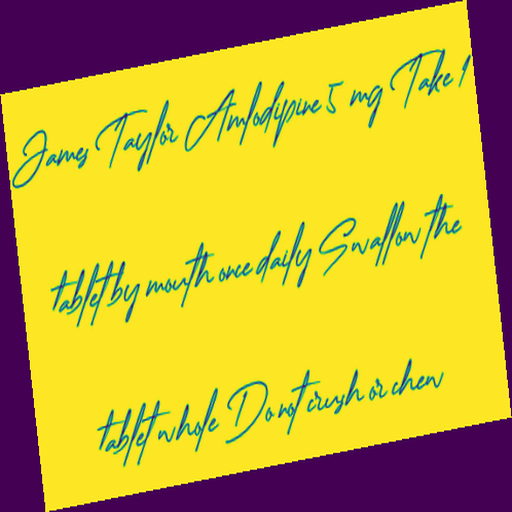 James Taylor Amlodipine 5 mg Take 1
tablet by mouth once daily Swallow the
tablet whole Do not crush or chew